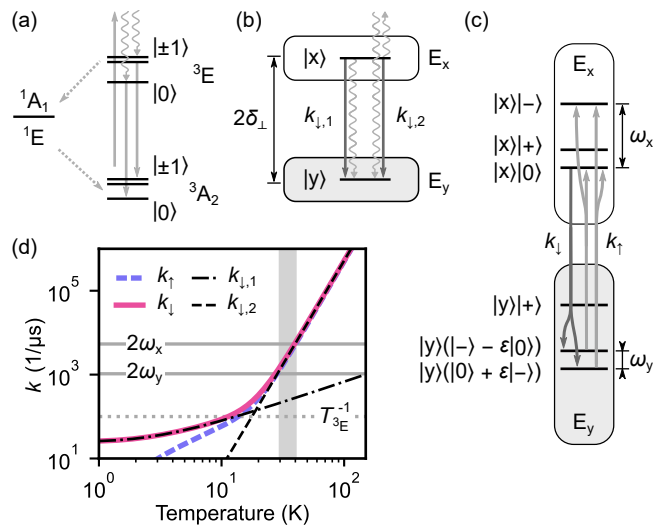 (a)
|±1⟩
³E
|0⟩
¹A₁
¹E
|±1⟩
³A₂
|0⟩
(b)
|x⟩
Eₓ
2δ⊥
k↓,1
k↓,2
|y⟩
E_y
(c)
Eₓ
|x⟩|−⟩
ωₓ
|x⟩|+⟩
|x⟩|0⟩
k↓
k↑
|y⟩|+⟩
|y⟩(|−⟩ − ε|0⟩)
|y⟩(|0⟩ + ε|−⟩)
ω_y
E_y
(d)
k↑
k↓,1
k↓
k↓,2
10⁵
2ωₓ
10³
2ω_y
T³E⁻¹
10¹
k (1/µs)
10⁰
10¹
10²
Temperature (K)